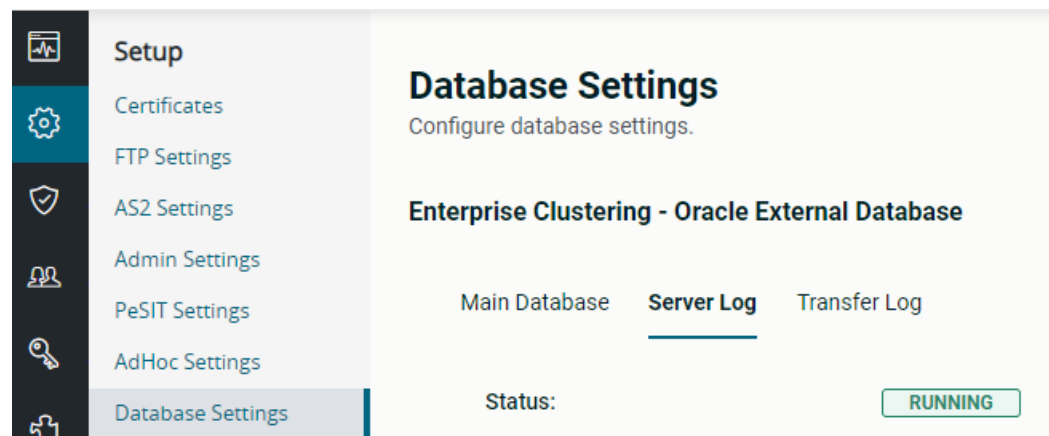 Setup
Certificates
FTP Settings
AS2 Settings
Admin Settings
PeSIT Settings
AdHoc Settings
Database Settings
Database Settings
Configure database settings.
Enterprise Clustering - Oracle External Database
Main Database Server Log Transfer Log
Status: RUNNING